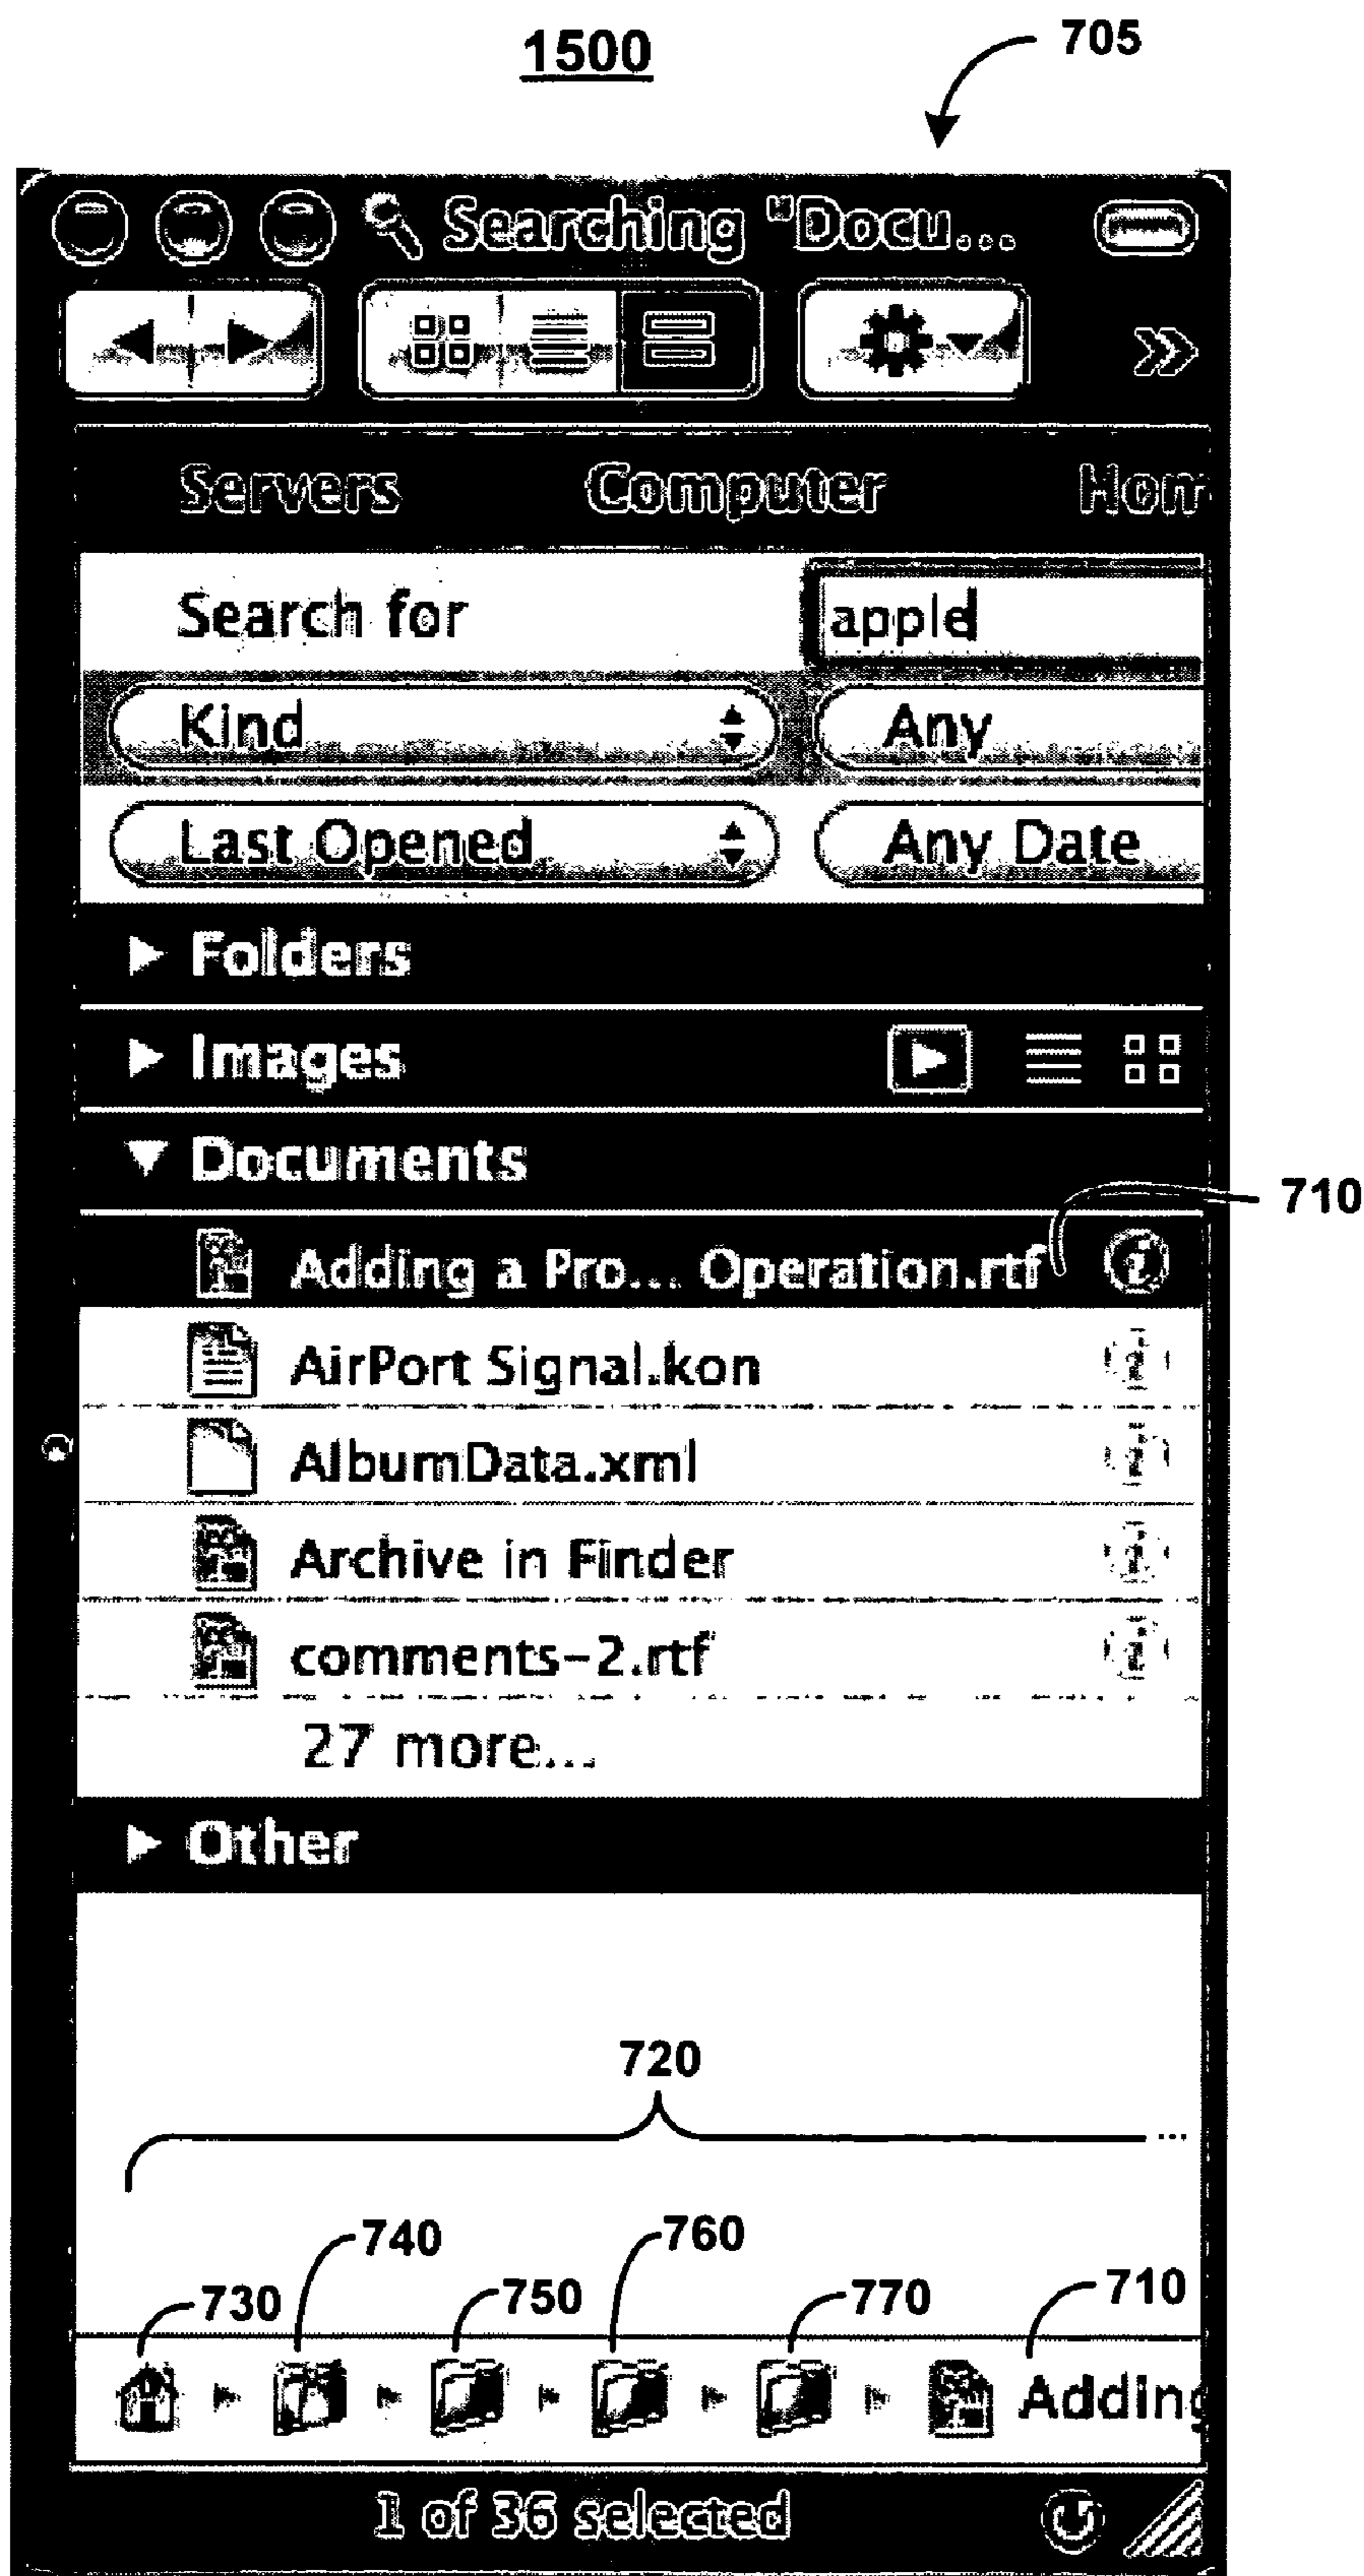 1500
705
Searching "Docu...
Servers Computer Hom
Search for apple
Kind Any
Last Opened Any Date
Folders
Images
Documents
710
Adding a Pro... Operation.rtf
AirPort Signal.kon
AlbumData.xml
Archive in Finder
comments-2.rtf
27 more...
Other
720
...
740 760
730 750 770 710
Adding
1 of 36 selected